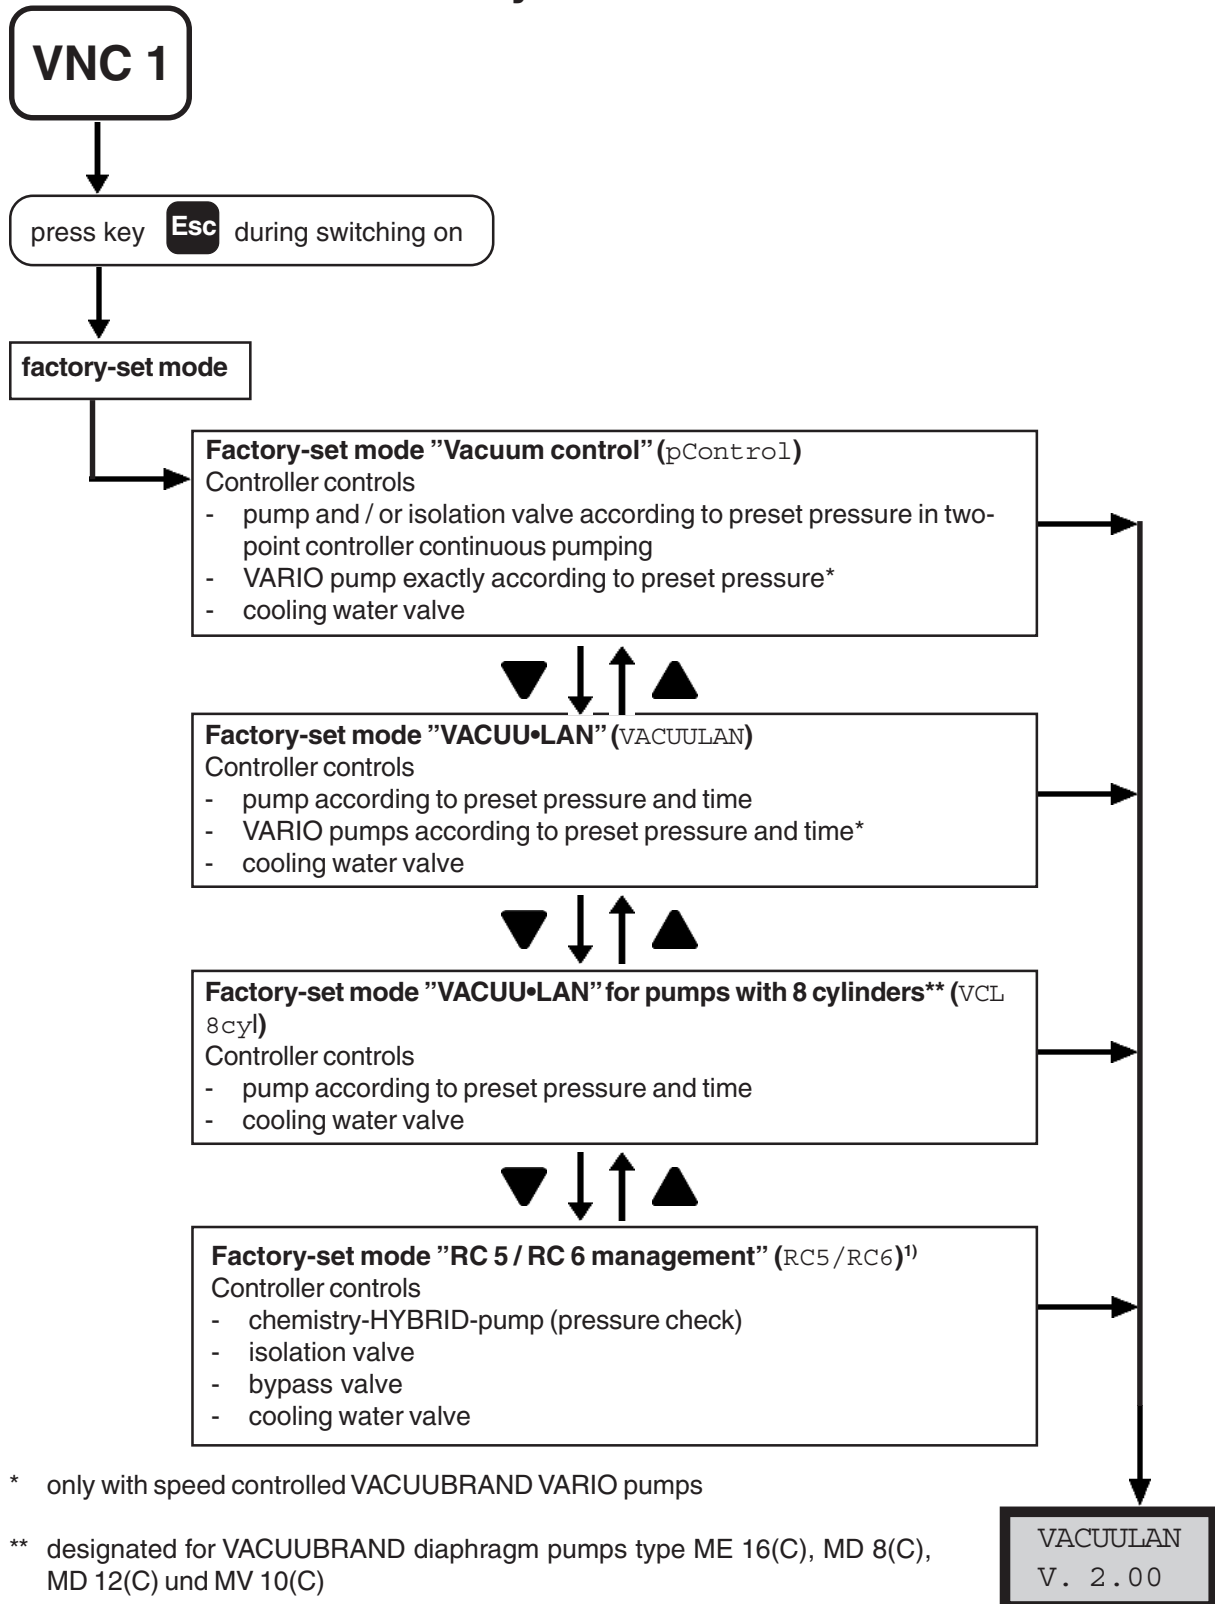 VNC 1
press key Esc during switching on
factory-set mode
Factory-set mode ”Vacuum control” (pControl)
Controller controls
- pump and / or isolation valve according to preset pressure in two-
point controller continuous pumping
- VARIO pump exactly according to preset pressure*
- cooling water valve
Factory-set mode ”VACUU•LAN” (VACUULAN)
Controller controls
- pump according to preset pressure and time
- VARIO pumps according to preset pressure and time*
- cooling water valve
Factory-set mode ”VACUU•LAN” for pumps with 8 cylinders** (VCL
8cyl)
Controller controls
- pump according to preset pressure and time
- cooling water valve
Factory-set mode ”RC 5 / RC 6 management” (RC5/RC6)¹⁾
Controller controls
- chemistry-HYBRID-pump (pressure check)
- isolation valve
- bypass valve
- cooling water valve
* only with speed controlled VACUUBRAND VARIO pumps
** designated for VACUUBRAND diaphragm pumps type ME 16(C), MD 8(C),
MD 12(C) und MV 10(C)
VACUULAN
V. 2.00